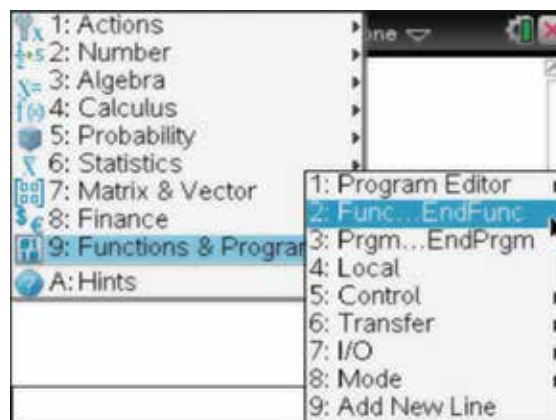 1: Actions
2: Number
3: Algebra
4: Calculus
5: Probability
6: Statistics
7: Matrix & Vector
8: Finance
9: Functions & Program
A: Hints
1: Program Editor
2: Func...EndFunc
3: Prgm...EndPrgm
4: Local
5: Control
6: Transfer
7: I/O
8: Mode
9: Add New Line